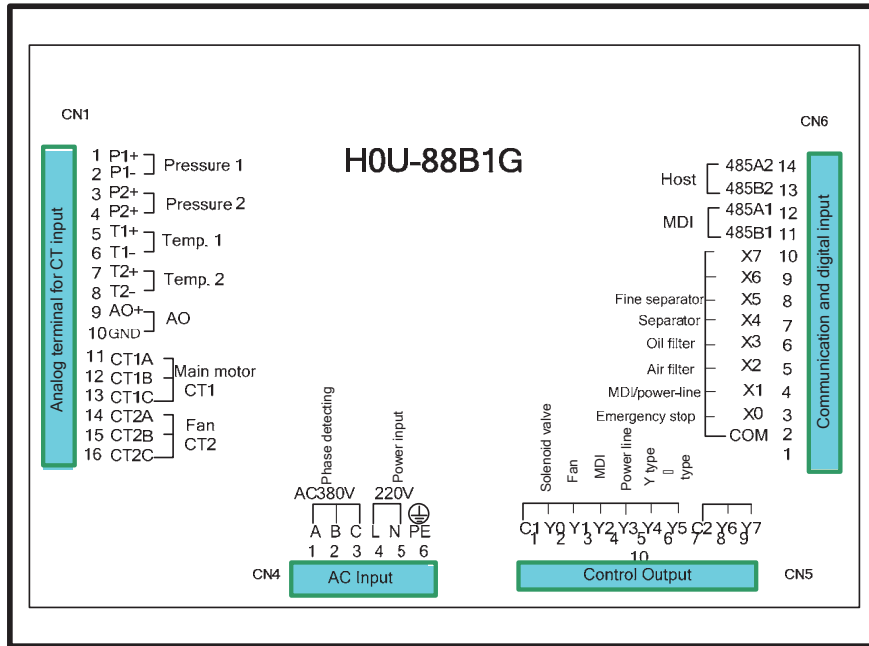 CN1
CN6
H0U-88B1G
Analog terminal for CT input
1 P1+
2 P1-
Pressure 1
3 P2+
4 P2+
Pressure 2
5 T1+
6 T1-
Temp. 1
7 T2+
8 T2-
Temp. 2
9 AO+
10 GND
AO
11 CT1A
12 CT1B
13 CT1C
Main motor
CT1
14 CT2A
15 CT2B
16 CT2C
Fan
CT2
Host
485A2 14
485B2 13
MDI
485A1 12
485B1 11
X7 10
X6 9
Fine separator X5 8
Separator X4 7
Oil filter X3 6
Air filter X2 5
MDI/power-line X1 4
Emergency stop X0 3
COM 2
1
Communication and digital input
Phase detecting
Power input
AC380V 220V
A B C L N PE
1 2 3 4 5 6
CN4
AC Input
Solenoid valve
Fan
MDI
Power line
Y type
▯ type
C1 Y0 Y1 Y2 Y3 Y4 Y5 C2 Y6 Y7
1 2 3 4 5 6 7 8 9
10
Control Output
CN5